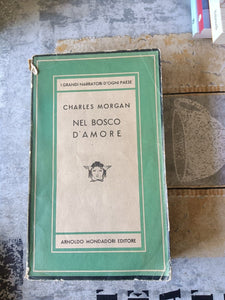 I GRANDI NARRATORI D'OGNI PAESE
CHARLES MORGAN
NEL BOSCO
D'AMORE
ARNOLDO MONDADORI EDITORE